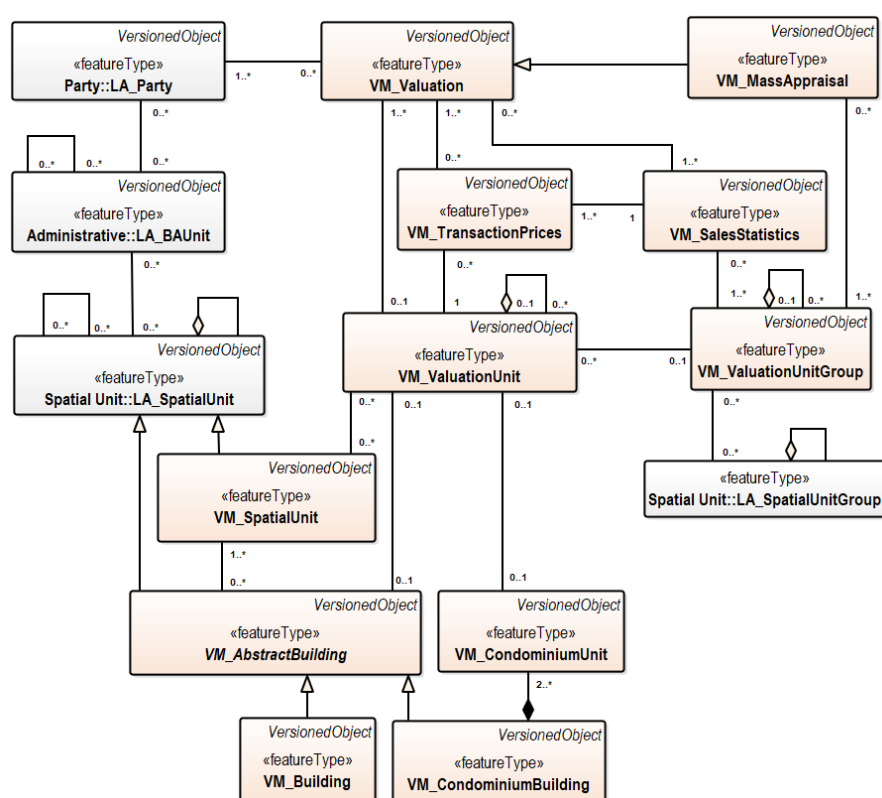 VersionedObject
«featureType»
Party::LA_Party
VersionedObject
«featureType»
VM_Valuation
VersionedObject
«featureType»
VM_MassAppraisal
1..*
0..*
0..*
1..*
1..*
0..*
0..*
0..*
0..*
0..*
0..*
0..*
1..*
VersionedObject
«featureType»
Administrative::LA_BAUnit
VersionedObject
«featureType»
VM_TransactionPrices
VersionedObject
«featureType»
VM_SalesStatistics
1..*
1
0..*
0..*
0..*
0..*
0..*
0..*
0..1
1
0..1
0..*
1..*
0..1
0..*
1..*
VersionedObject
«featureType»
Spatial Unit::LA_SpatialUnit
VersionedObject
«featureType»
VM_ValuationUnit
VersionedObject
«featureType»
VM_ValuationUnitGroup
0..*
0..1
0..*
0..1
0..1
0..*
0..*
0..*
VersionedObject
«featureType»
VM_SpatialUnit
«featureType»
Spatial Unit::LA_SpatialUnitGroup
1..*
0..*
0..1
0..1
VersionedObject
«featureType»
VM_AbstractBuilding
VersionedObject
«featureType»
VM_CondominiumUnit
2..*
VersionedObject
«featureType»
VM_Building
VersionedObject
«featureType»
VM_CondominiumBuilding